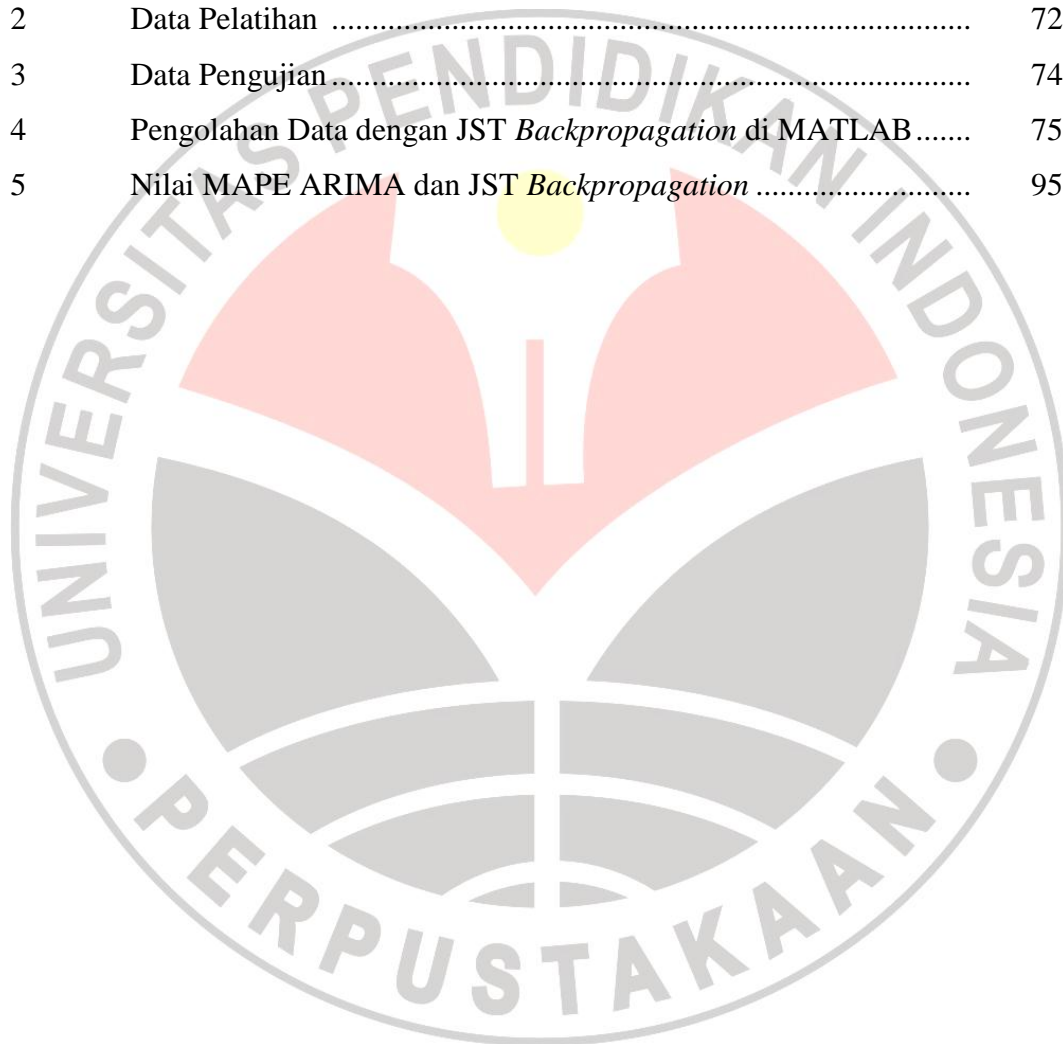 2 Data Pelatihan ........................................................................................ 72
3 Data Pengujian ........................................................................................ 74
4 Pengolahan Data dengan JST Backpropagation di MATLAB ....... 75
5 Nilai MAPE ARIMA dan JST Backpropagation ............................. 95
UNIVERSITAS PENDIDIKAN INDONESIA
PERPUSTAKAAN